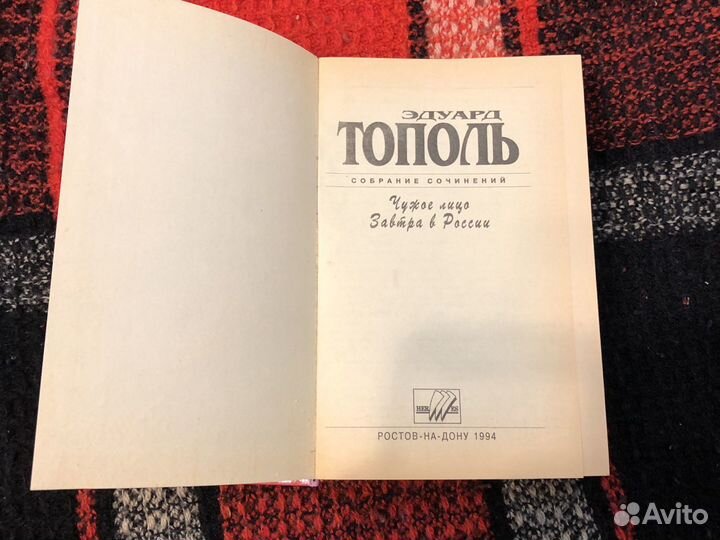 ЭДУАРД
ТОПОЛЬ
СОБРАНИЕ СОЧИНЕНИЙ
Чужое лицо
Завтра в России
РОСТОВ-НА-ДОНУ 1994
Avito